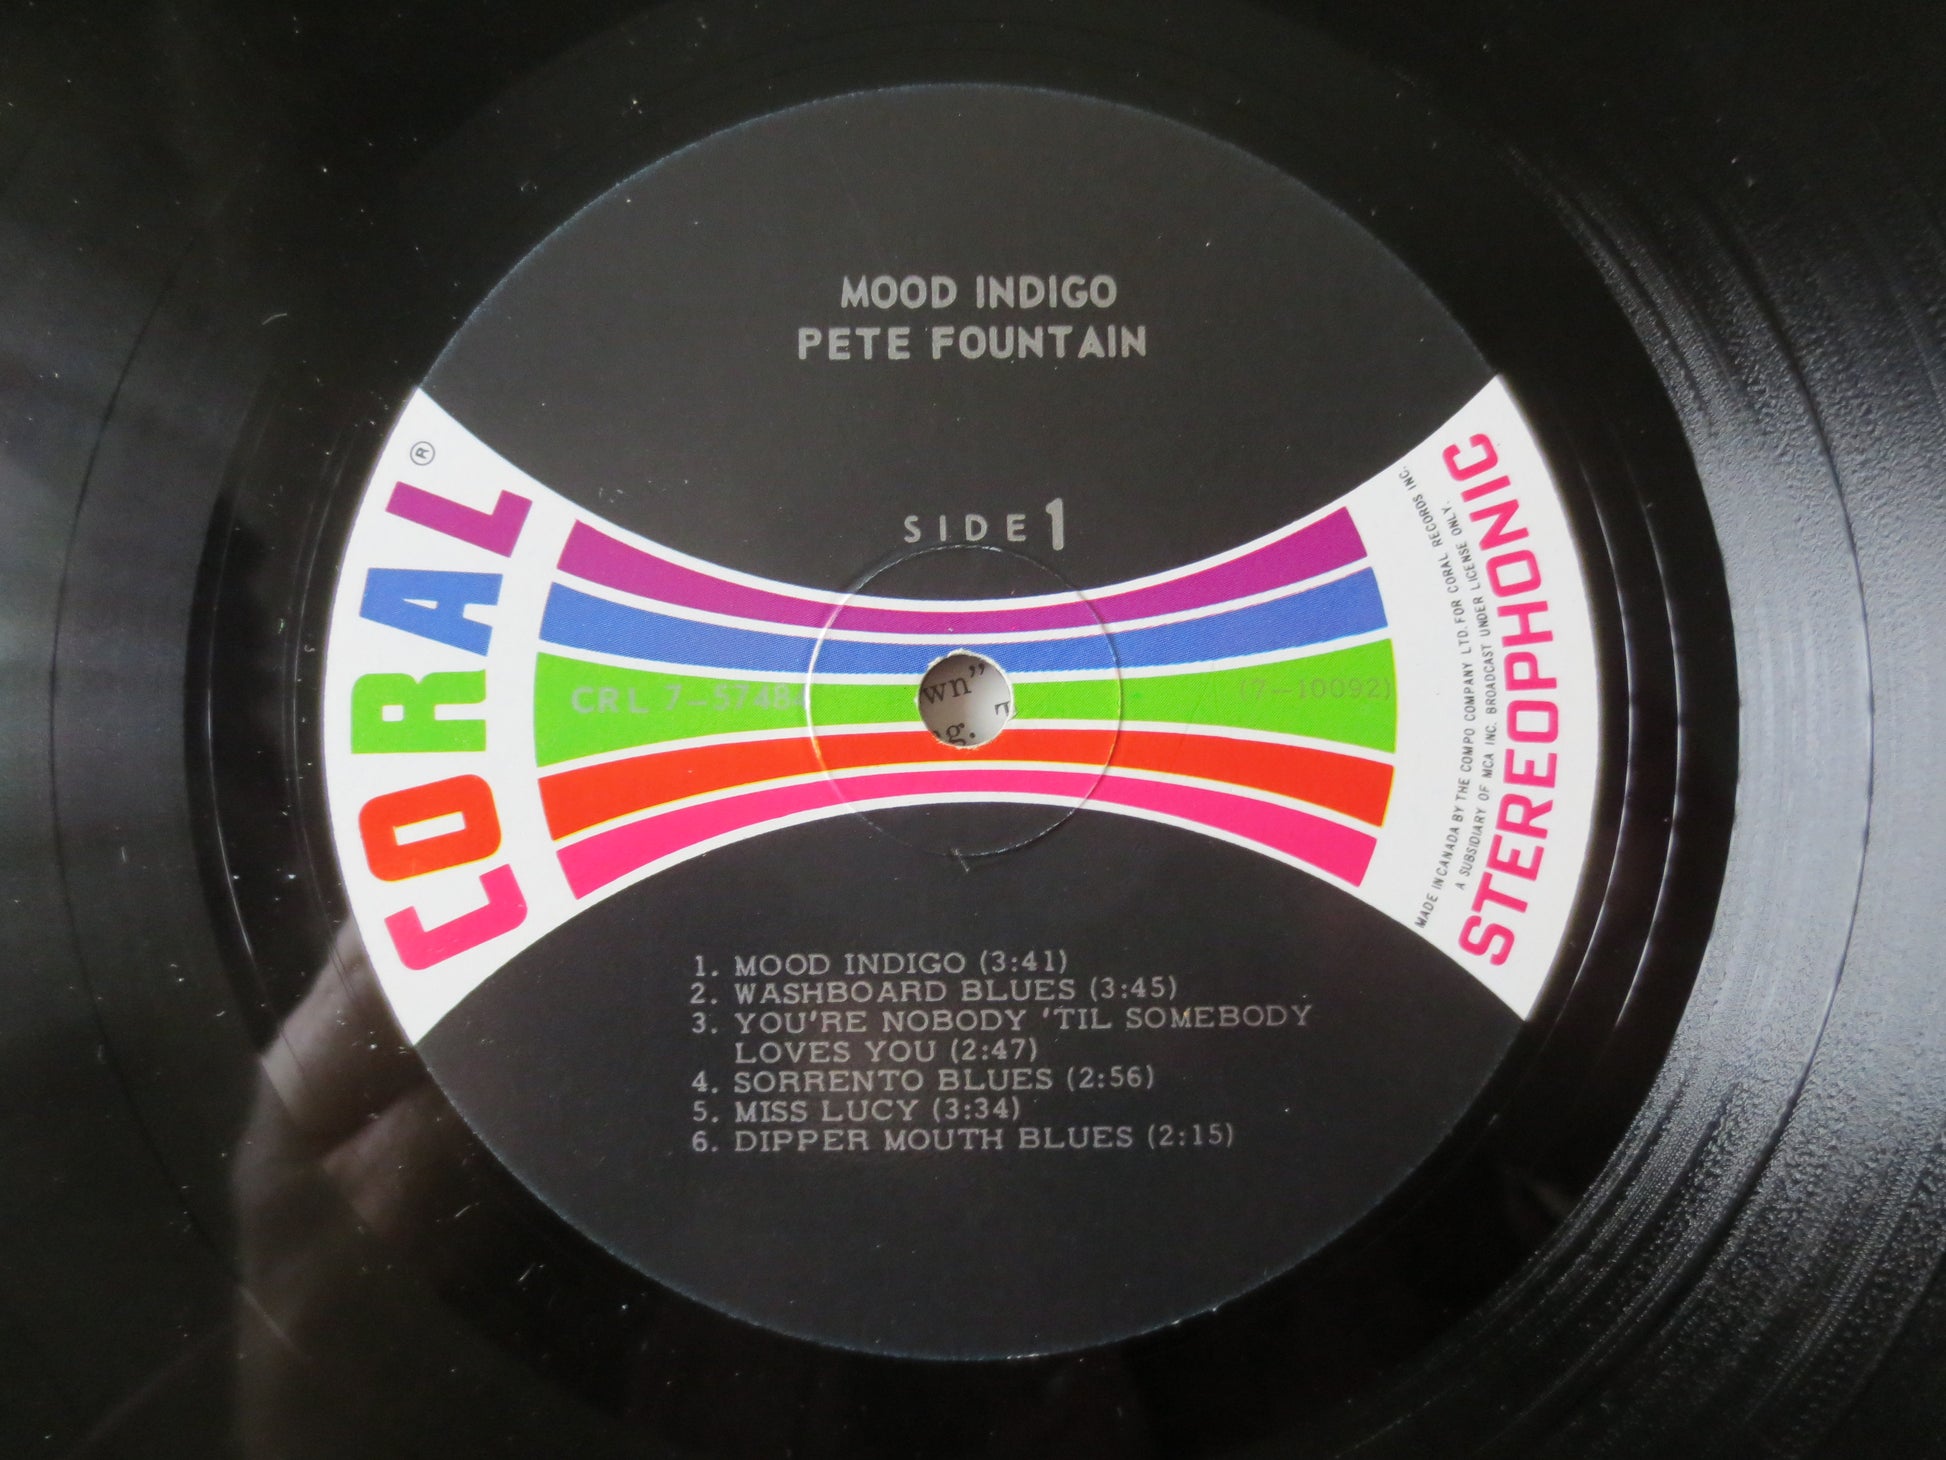 MOOD INDIGO
PETE FOUNTAIN
SIDE 1
CORAL ®
CRL 7-57484
(7-10092)
wn”
g.
MADE IN CANADA BY THE COMPO COMPANY LTD. FOR CORAL RECORDS INC.
A SUBSIDIARY OF MCA INC. BROADCAST UNDER LICENSE ONLY.
STEREOPHONIC
1. MOOD INDIGO (3:41)
2. WASHBOARD BLUES (3:45)
3. YOU'RE NOBODY 'TIL SOMEBODY
LOVES YOU (2:47)
4. SORRENTO BLUES (2:56)
5. MISS LUCY (3:34)
6. DIPPER MOUTH BLUES (2:15)